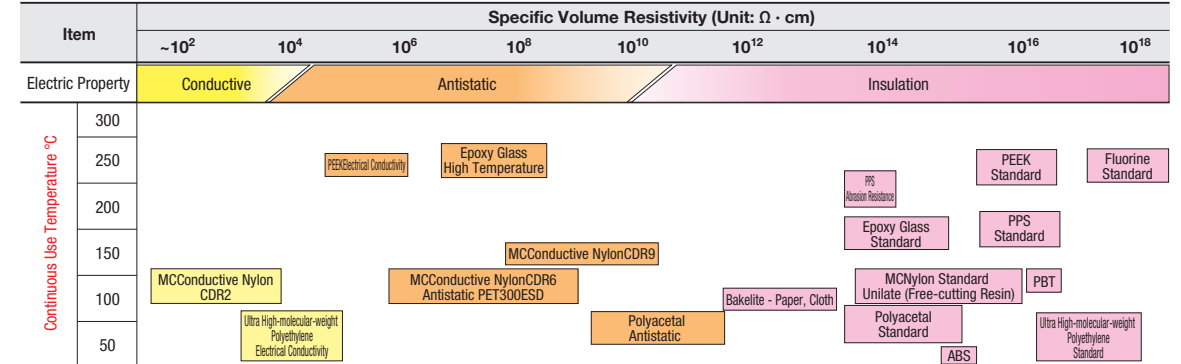 Item
Specific Volume Resistivity (Unit: Ω · cm)
~10² 10⁴ 10⁶ 10⁸ 10¹⁰ 10¹² 10¹⁴ 10¹⁶ 10¹⁸
Electric Property Conductive Antistatic Insulation
Continuous Use Temperature °C
300
250
200
150
100
50
PEEKElectrical Conductivity
Epoxy Glass
High Temperature
PPS
Abrasion Resistance
PEEK
Standard
Fluorine
Standard
Epoxy Glass
Standard
PPS
Standard
MCConductive NylonCDR9
MCConductive Nylon
CDR2
MCConductive NylonCDR6
Antistatic PET300ESD
Bakelite - Paper, Cloth
MCNylon Standard
Unilate (Free-cutting Resin)
PBT
Ultra High-molecular-weight
Polyethylene
Electrical Conductivity
Polyacetal
Antistatic
Polyacetal
Standard
ABS
Ultra High-molecular-weight
Polyethylene
Standard